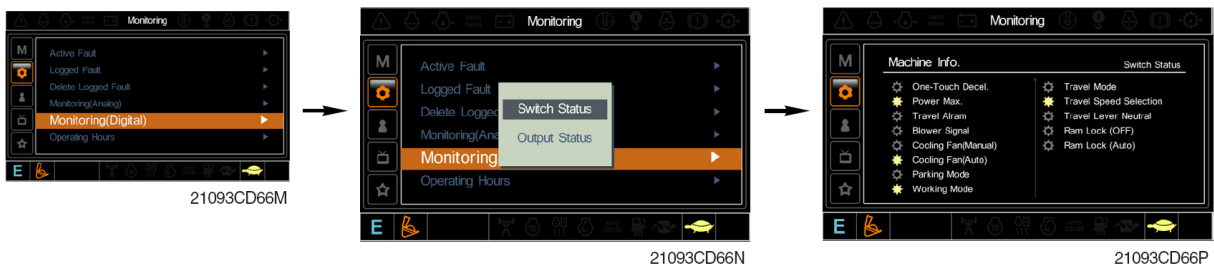 Monitoring
M
Active Fault
Logged Fault
Delete Logged Fault
Monitoring(Analog)
Monitoring(Digital)
Operating Hours
E
21093CD66M
Monitoring
M
Active Fault
Logged Fault
Delete Logged
Monitoring(Ana
Monitoring
Operating Hours
Switch Status
Output Status
E
21093CD66N
Monitoring
M
Machine Info.
Switch Status
One-Touch Decel.
Power Max.
Travel Alram
Blower Signal
Cooling Fan(Manual)
Cooling Fan(Auto)
Parking Mode
Working Mode
Travel Mode
Travel Speed Selection
Travel Lever Neutral
Ram Lock (OFF)
Ram Lock (Auto)
E
21093CD66P